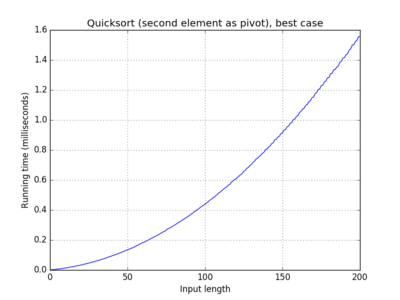 Quicksort (second element as pivot), best case
1.6
1.4
1.2
1.0
0.8
0.6
0.4
0.2
0.0
Running time (milliseconds)
0 50 100 150 200
Input length